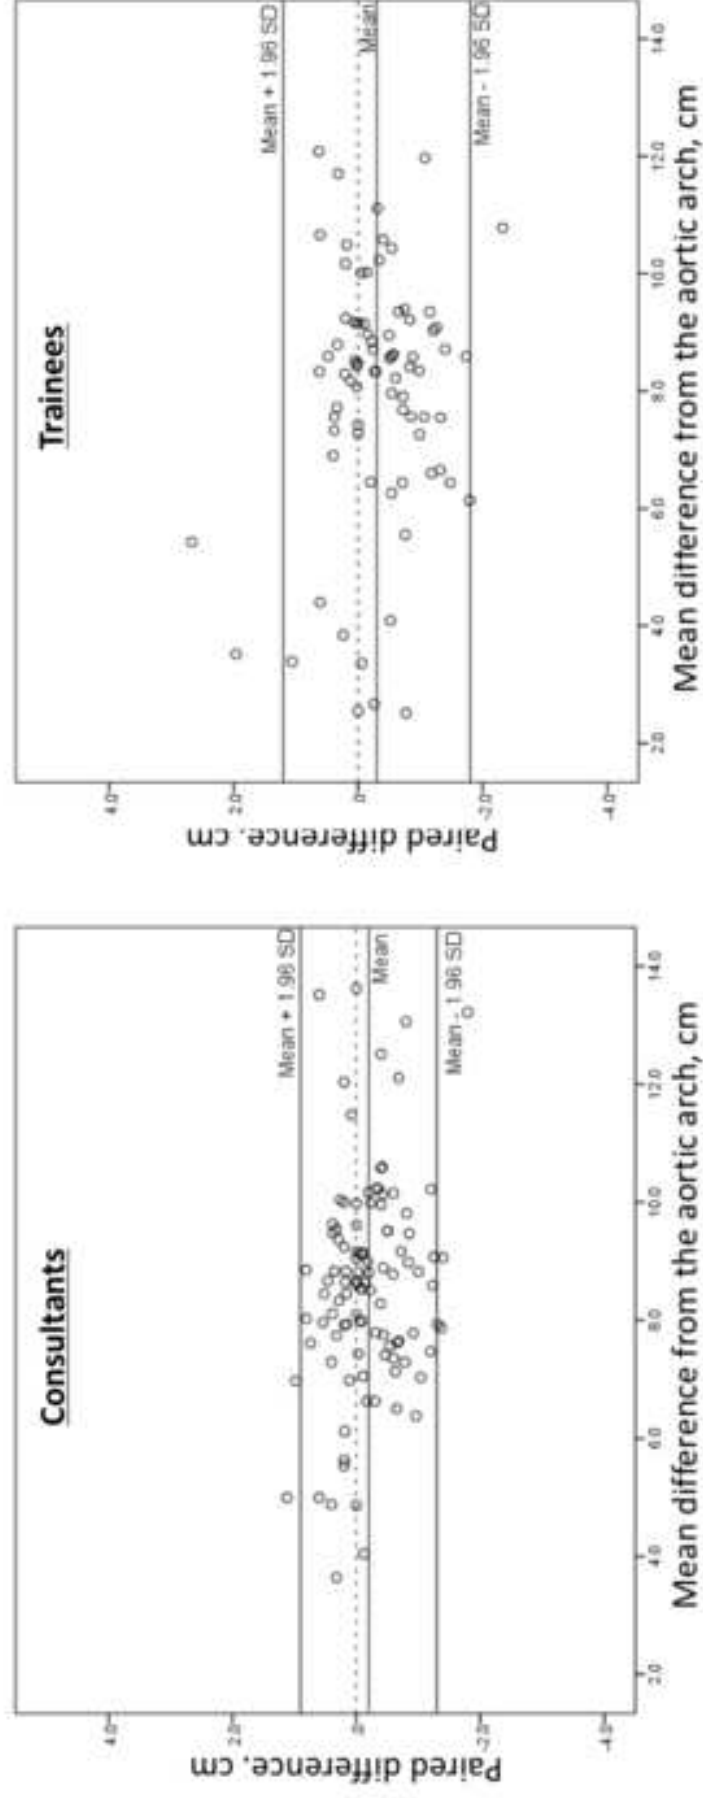 Consultants
Mean + 1.96 SD
Mean
Mean - 1.96 SD
Paired difference, cm
4.0
2.0
.0
-2.0
-4.0
2.0
4.0
6.0
8.0
10.0
12.0
14.0
Mean difference from the aortic arch, cm
Trainees
Mean + 1.96 SD
Mean
Mean - 1.96 SD
Paired difference, cm
4.0
2.0
.0
-2.0
-4.0
2.0
4.0
6.0
8.0
10.0
12.0
14.0
Mean difference from the aortic arch, cm